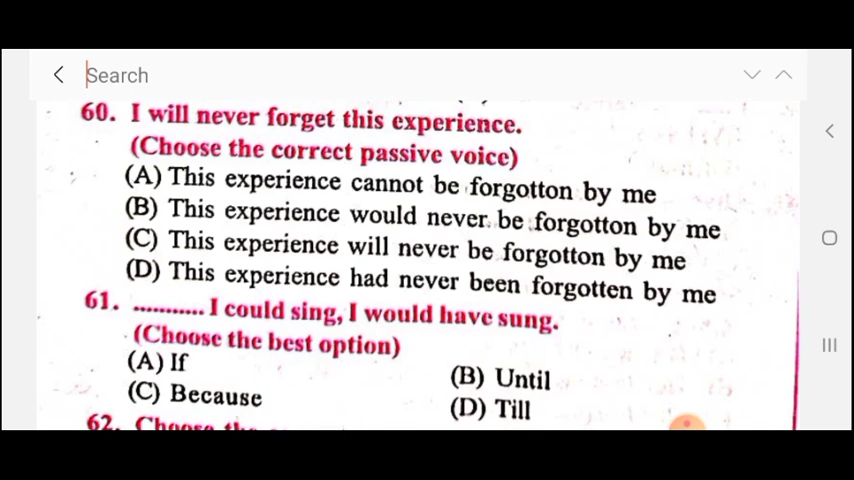 Search
60. I will never forget this experience.
(Choose the correct passive voice)
(A) This experience cannot be forgotton by me
(B) This experience would never be forgotton by me
(C) This experience will never be forgotton by me
(D) This experience had never been forgotten by me
61. ........... I could sing, I would have sung.
(Choose the best option)
(A) If
(B) Until
(C) Because
(D) Till
62. Choose the